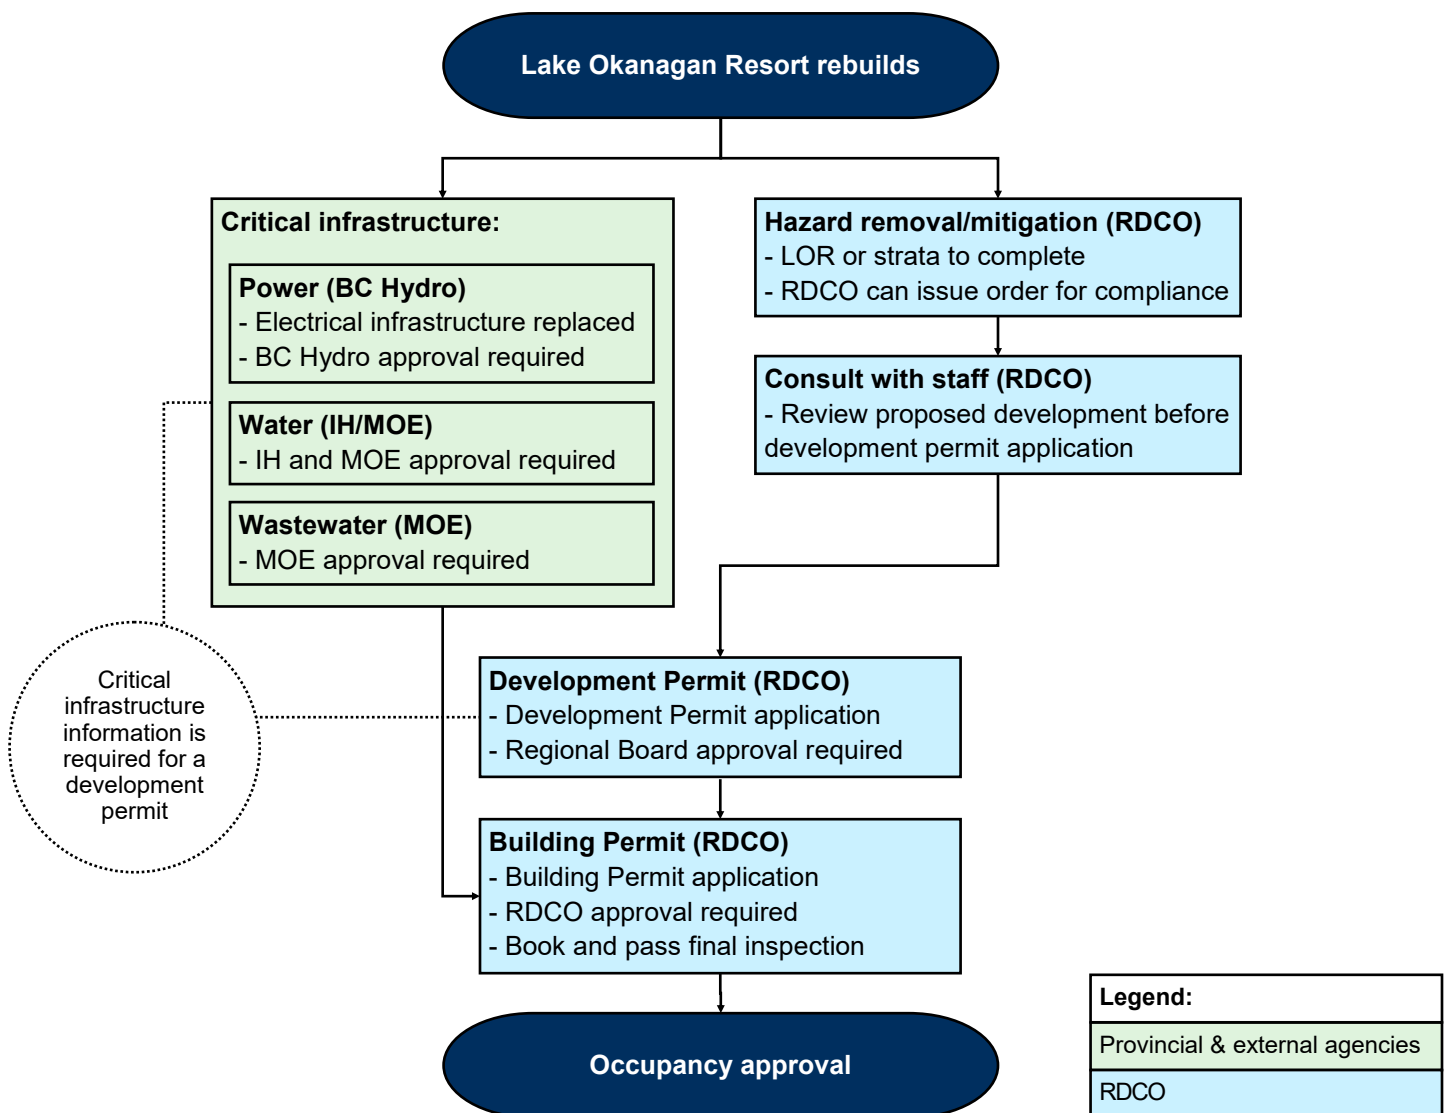 Lake Okanagan Resort rebuilds
Critical infrastructure:
Power (BC Hydro)
- Electrical infrastructure replaced
- BC Hydro approval required
Water (IH/MOE)
- IH and MOE approval required
Wastewater (MOE)
- MOE approval required
Hazard removal/mitigation (RDCO)
- LOR or strata to complete
- RDCO can issue order for compliance
Consult with staff (RDCO)
- Review proposed development before
development permit application
Critical
infrastructure
information is
required for a
development
permit
Development Permit (RDCO)
- Development Permit application
- Regional Board approval required
Building Permit (RDCO)
- Building Permit application
- RDCO approval required
- Book and pass final inspection
Occupancy approval
Legend:
Provincial & external agencies
RDCO